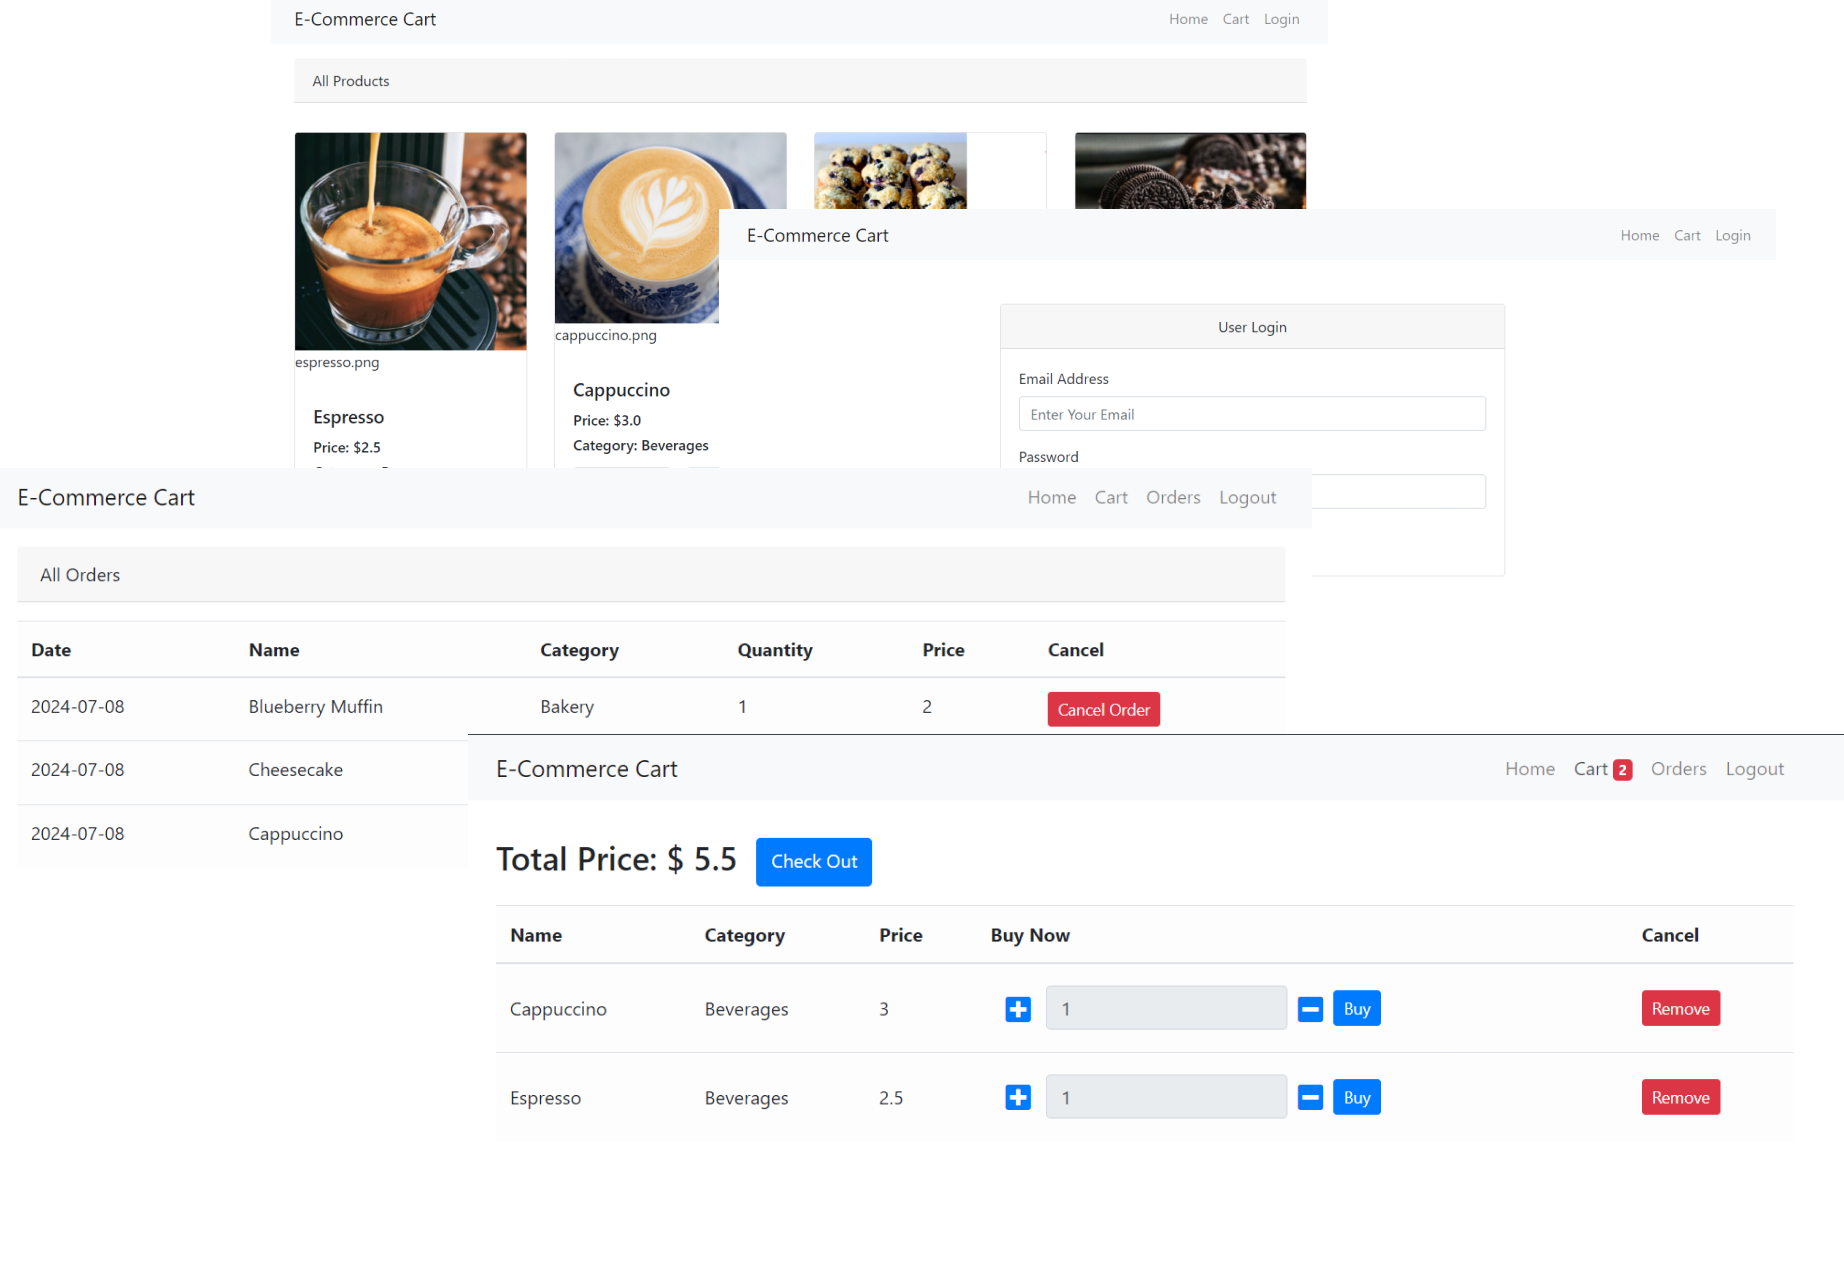 E-Commerce Cart
Home Cart Login
All Products
espresso.png
Espresso
Price: $2.5
cappuccino.png
Cappuccino
Price: $3.0
Category: Beverages
E-Commerce Cart
Home Cart Login
User Login
Email Address
Enter Your Email
Password
E-Commerce Cart
Home Cart Orders Logout
All Orders
Date Name Category Quantity Price Cancel
2024-07-08 Blueberry Muffin Bakery 1 2 Cancel Order
2024-07-08 Cheesecake
2024-07-08 Cappuccino
E-Commerce Cart
Home Cart 2 Orders Logout
Total Price: $ 5.5 Check Out
Name Category Price Buy Now Cancel
Cappuccino Beverages 3 1 Buy Remove
Espresso Beverages 2.5 1 Buy Remove